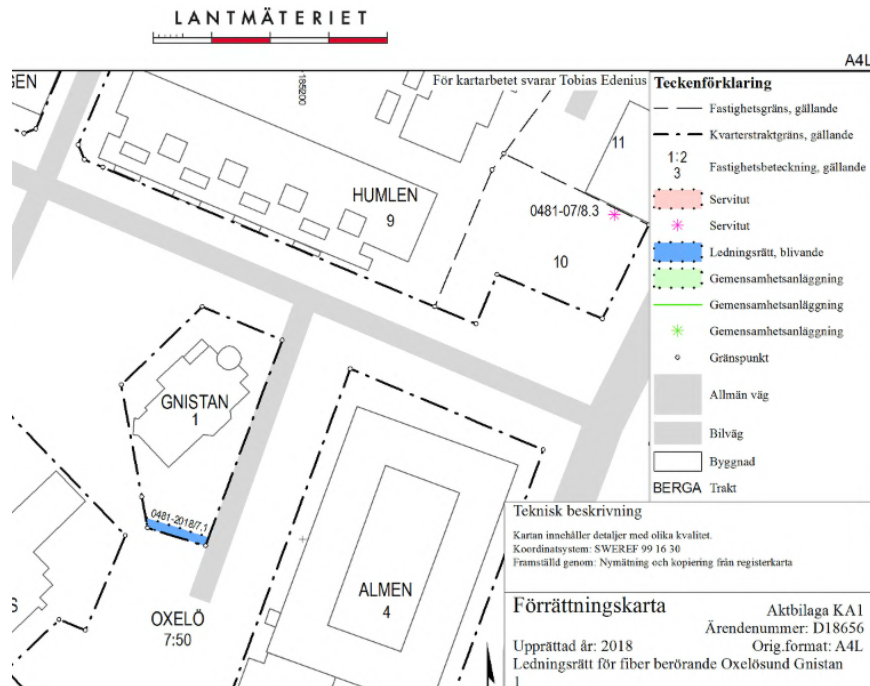 LANTMÄTERIET
A4L
För kartarbetet svarar Tobias Edenius
185200
HUMLEN
9
11
0481-07/8.3
10
GNISTAN
1
0481-2018/7.1
ALMEN
4
OXELÖ
7:50
S
Teckenförklaring
Fastighetsgräns, gällande
Kvarterstraktgräns, gällande
1:2
3
Fastighetsbeteckning, gällande
Servitut
Servitut
Ledningsrätt, blivande
Gemensamhetsanläggning
Gemensamhetsanläggning
Gemensamhetsanläggning
Gränspunkt
Allmän väg
Bilväg
Byggnad
BERGA Trakt
Teknisk beskrivning
Kartan innehåller detaljer med olika kvalitet.
Koordinatsystem: SWEREF 99 16 30
Framställd genom: Nymätning och kopiering från registerkarta
Förrättningskarta
Aktbilaga KA1
Ärendenummer: D18656
Upprättad år: 2018
Orig.format: A4L
Ledningsrätt för fiber berörande Oxelösund Gnistan
1